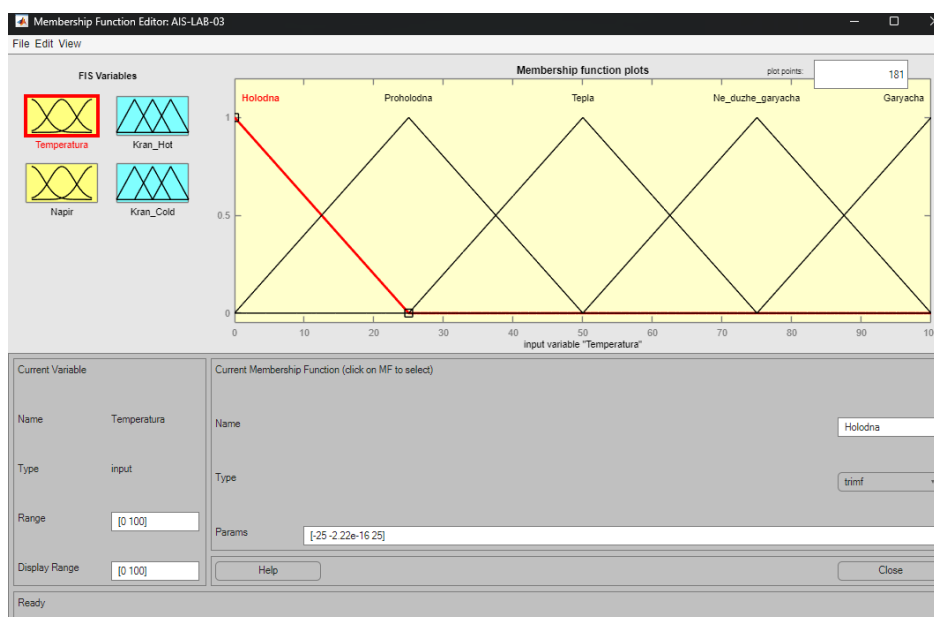 Membership Function Editor: AIS-LAB-03
File Edit View
FIS Variables
Temperatura
Kran_Hot
Napir
Kran_Cold
Membership function plots
plot points:
181
Holodna
Proholodna
Tepla
Ne_duzhe_garyacha
Garyacha
1
0.5
0
0 10 20 30 40 50 60 70 80 90 10
input variable "Temperatura"
Current Variable
Name Temperatura
Type input
Range [0 100]
Display Range [0 100]
Current Membership Function (click on MF to select)
Name Holodna
Type trimf
Params [-25 -2.22e-16 25]
Help Close
Ready